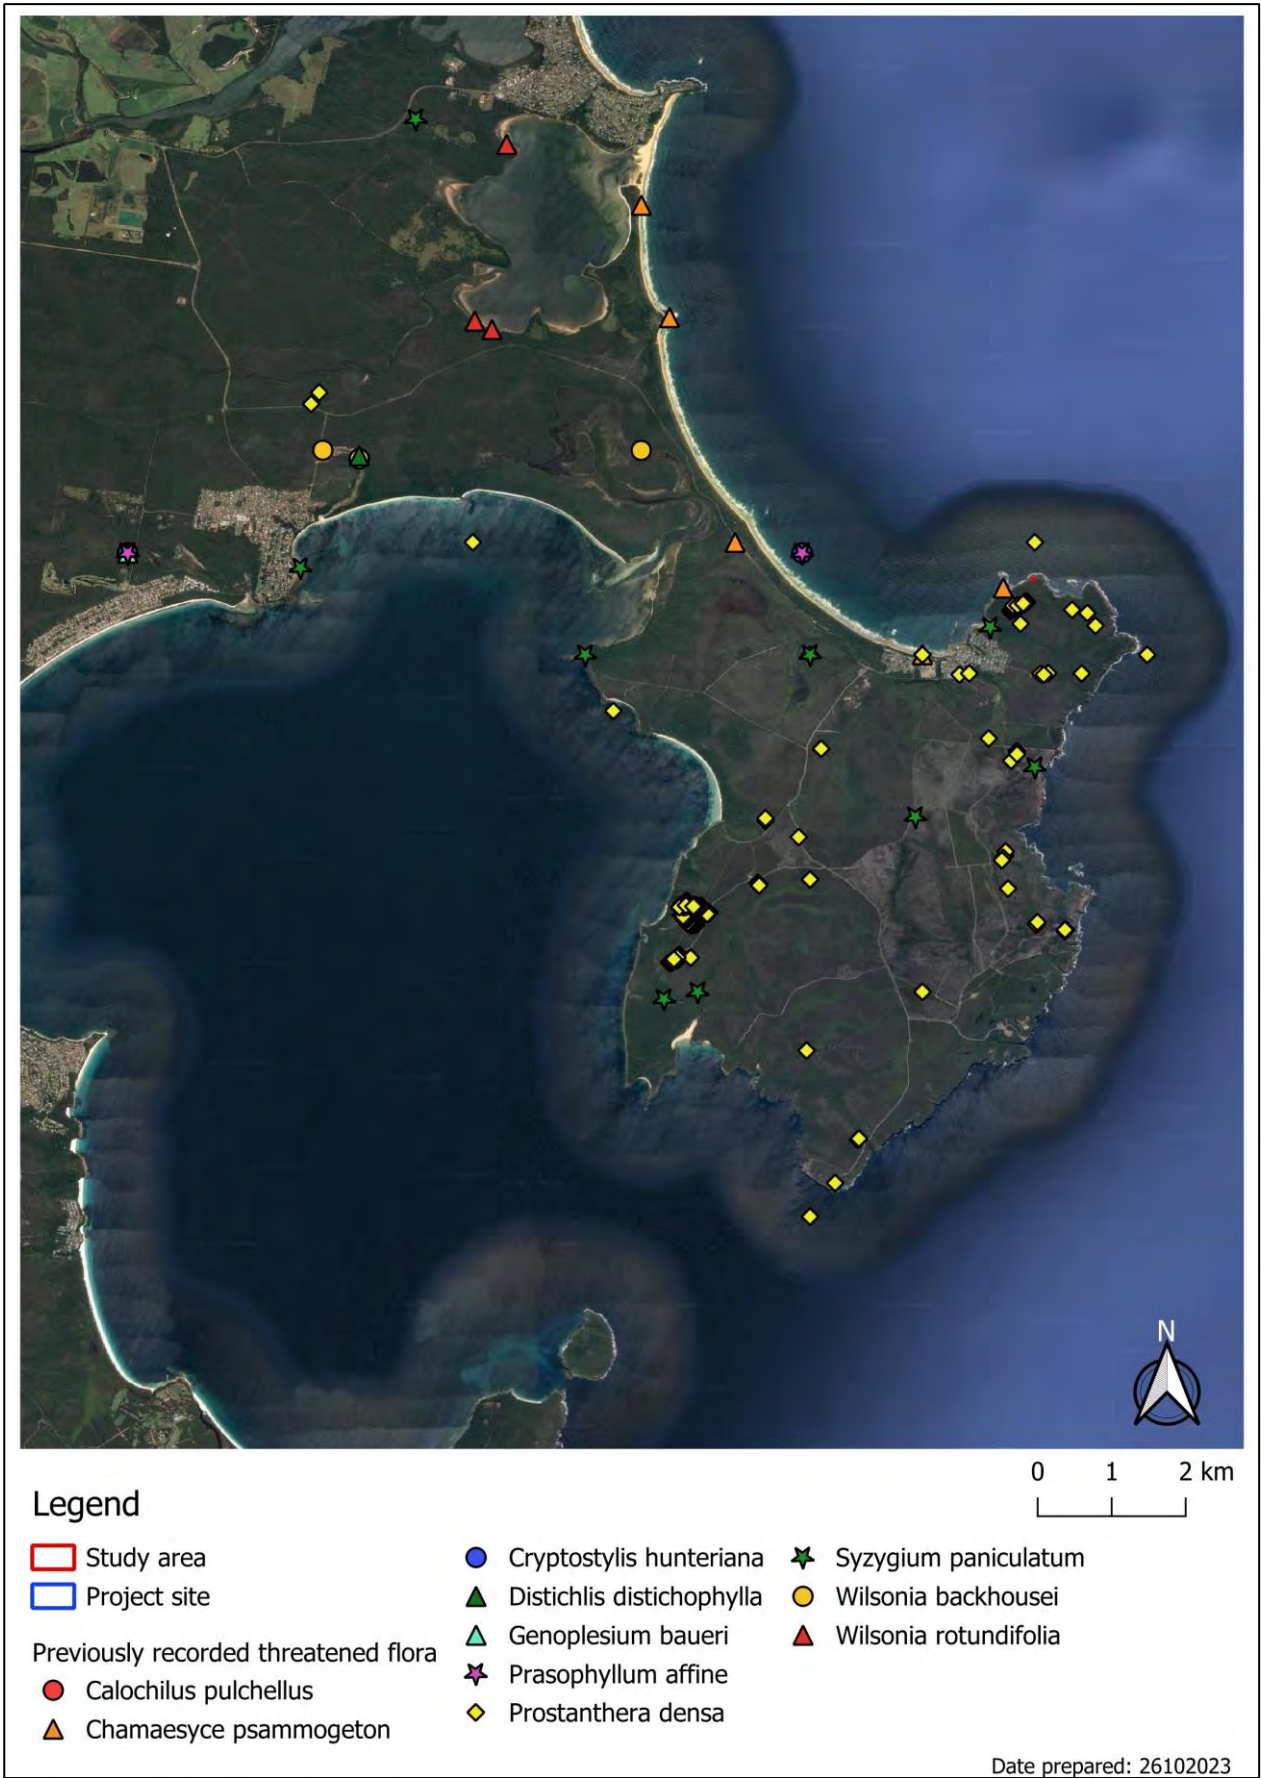 N
0 1 2 km
Legend
Study area
Project site
Previously recorded threatened flora
Calochilus pulchellus
Chamaesyce psammogeton
Cryptostylis hunteriana
Distichlis distichophylla
Genoplesium baueri
Prasophyllum affine
Prostanthera densa
Syzygium paniculatum
Wilsonia backhousei
Wilsonia rotundifolia
Date prepared: 26102023